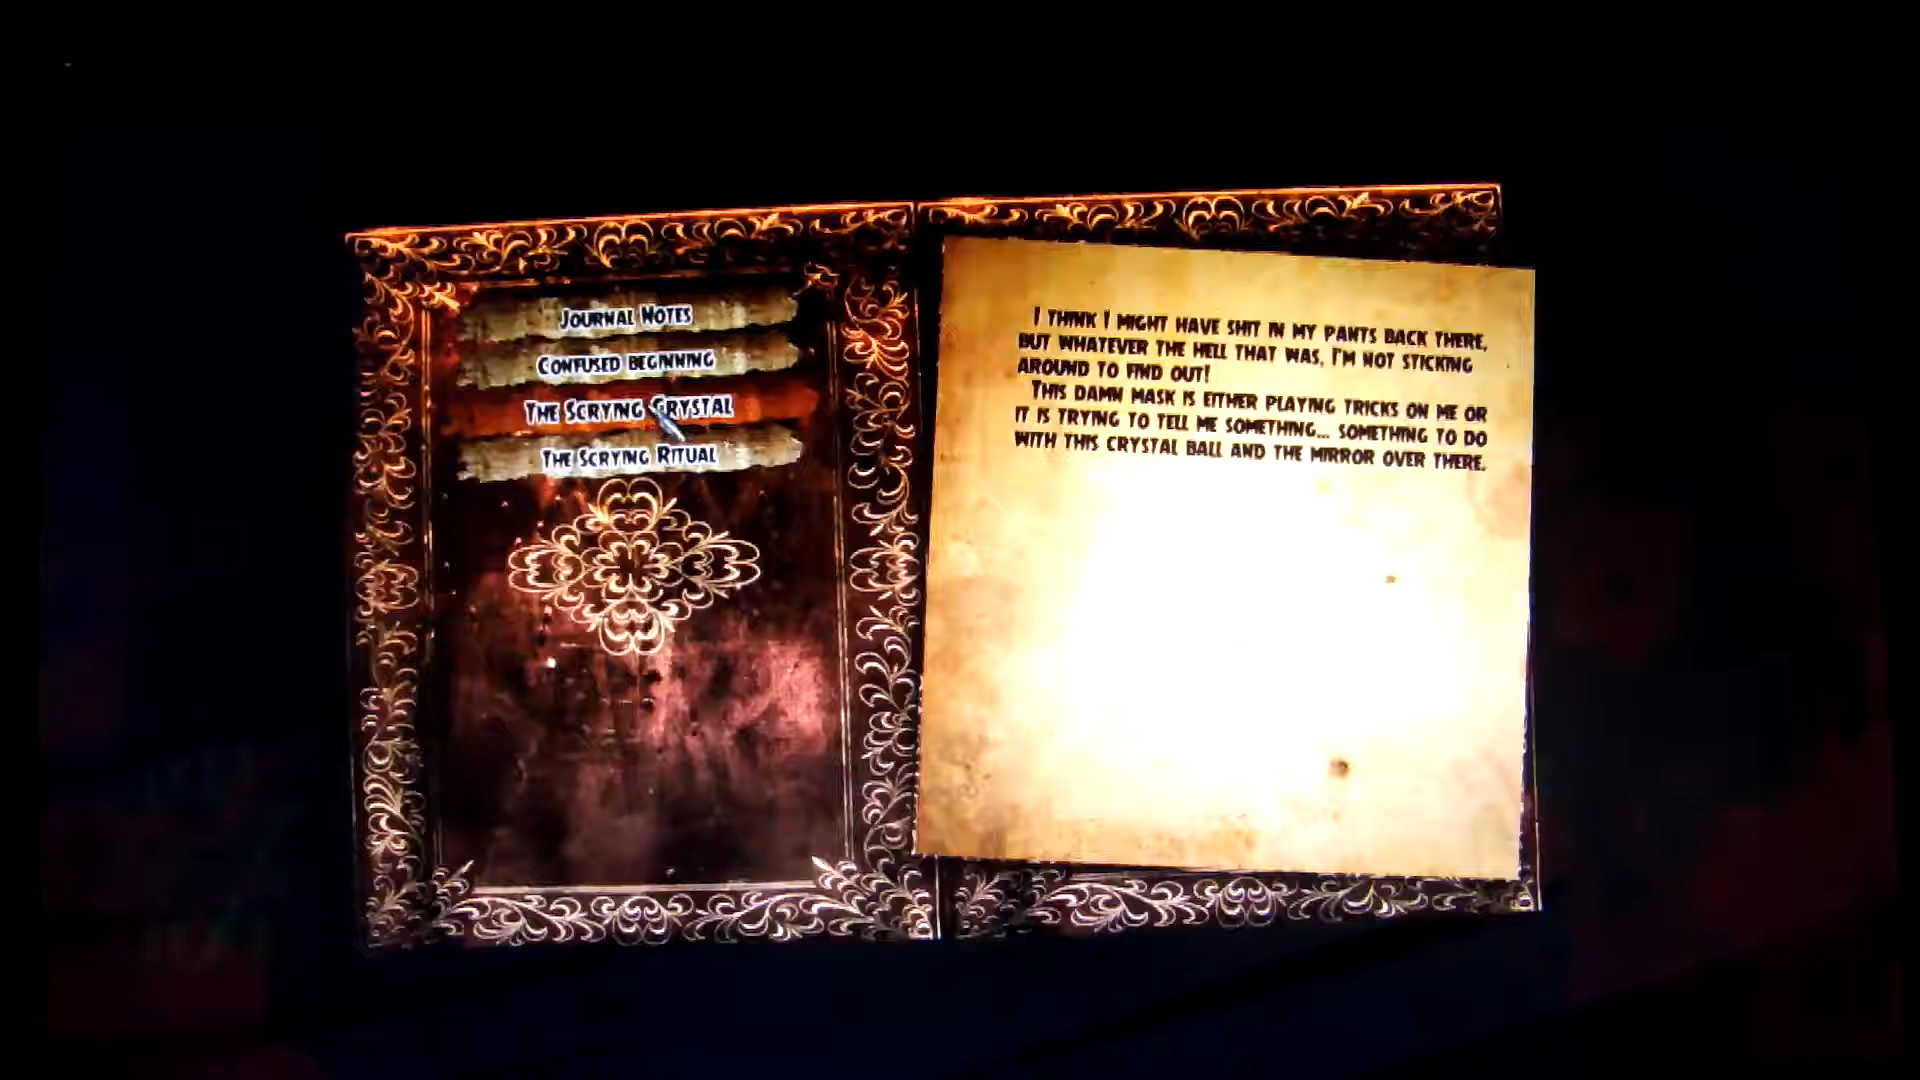 Journal Notes
Confused beginning
The Scrying Crystal
The Scrying Ritual
I think I might have shit in my pants back there,
but whatever the hell that was, I'm not sticking
around to find out!
This damn mask is either playing tricks on me or
it is trying to tell me something... something to do
with this crystal ball and the mirror over there.